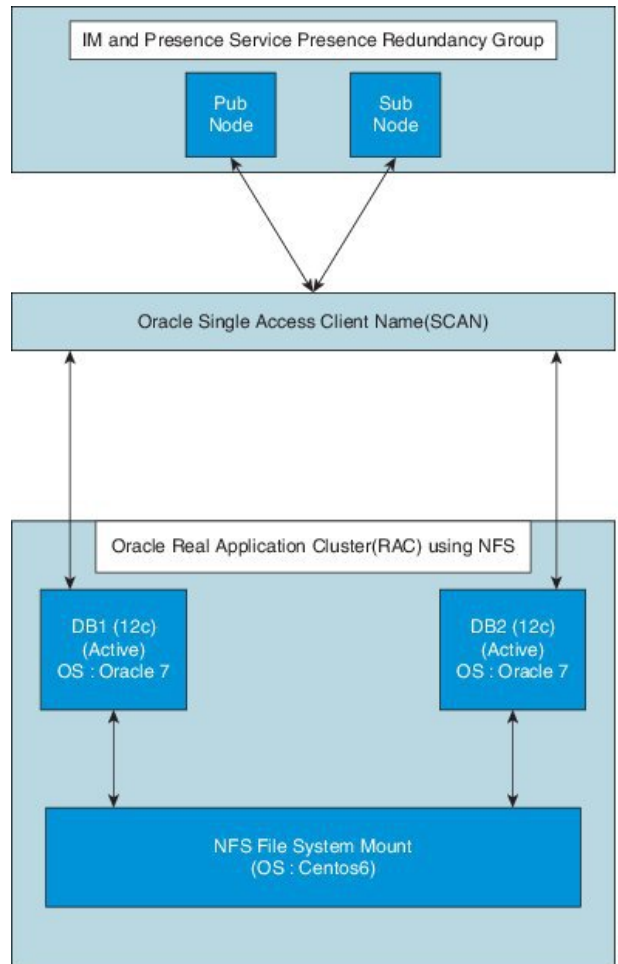 IM and Presence Service Presence Redundancy Group
Pub
Node
Sub
Node
Oracle Single Access Client Name(SCAN)
Oracle Real Application Cluster(RAC) using NFS
DB1 (12c)
(Active)
OS : Oracle 7
DB2 (12c)
(Active)
OS : Oracle 7
NFS File System Mount
(OS : Centos6)